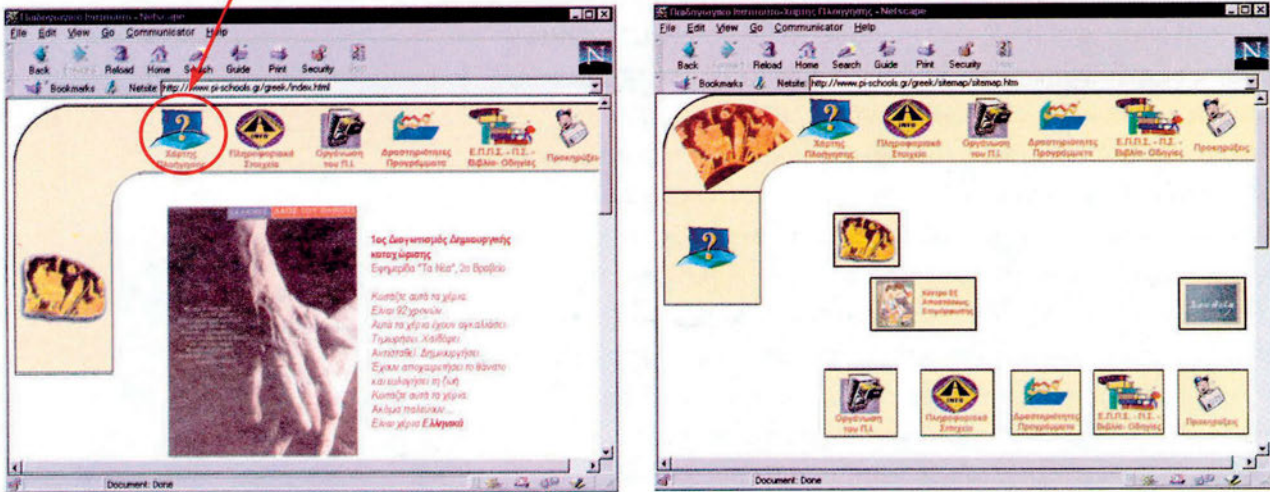 Παιδαγωγικό Ινστιτούτο - Netscape
File Edit View Go Communicator Help
Back Forward Reload Home Search Guide Print Security
Bookmarks Netsite: http://www.pi-schools.gr/greek/index.html
Χάρτης
Πλοήγησης
Πληροφοριακά
Στοιχεία
Οργάνωση
του Π.Ι.
Δραστηριότητες
Προγράμματα
Ε.Π.Π.Σ. - Π.Σ. -
Βιβλία- Οδηγίες
Προκηρύξεις
INFO
1ος Διαγωνισμός Δημιουργικής
καταχώρισης
Εφημερίδα "Τα Νέα", 2ο Βραβείο
Κοιτάξτε αυτά τα χέρια.
Είναι 92 χρονών.
Αυτά τα χέρια έχουν αγκαλιάσει.
Τιμωρήσει. Χαϊδέψει.
Αντισταθεί. Δημιουργήσει.
Έχουν αποχαιρετήσει το θάνατο
και ευλογήσει τη ζωή.
Κοιτάξτε αυτά τα χέρια.
Ακόμα παλεύουν...
Είναι χέρια Ελληνικά
Document: Done
Παιδαγωγικό Ινστιτούτο-Χάρτης Πλοήγησης - Netscape
File Edit View Go Communicator Help
Back Forward Reload Home Search Guide Print Security
Bookmarks Netsite: http://www.pi-schools.gr/greek/sitemap/sitemap.htm
Χάρτης
Πλοήγησης
Πληροφοριακά
Στοιχεία
Οργάνωση
του Π.Ι.
Δραστηριότητες
Προγράμματα
Ε.Π.Π.Σ. - Π.Σ. -
Βιβλία- Οδηγίες
Προκηρύξεις
INFO
Κέντρο Εξ
Αποστάσεως
Επιμόρφωσης
Οργάνωση
του Π.Ι.
Πληροφοριακά
Στοιχεία
Δραστηριότητες
Προγράμματα
Ε.Π.Π.Σ. - Π.Σ. -
Βιβλία- Οδηγίες
Προκηρύξεις
INFO
Document: Done